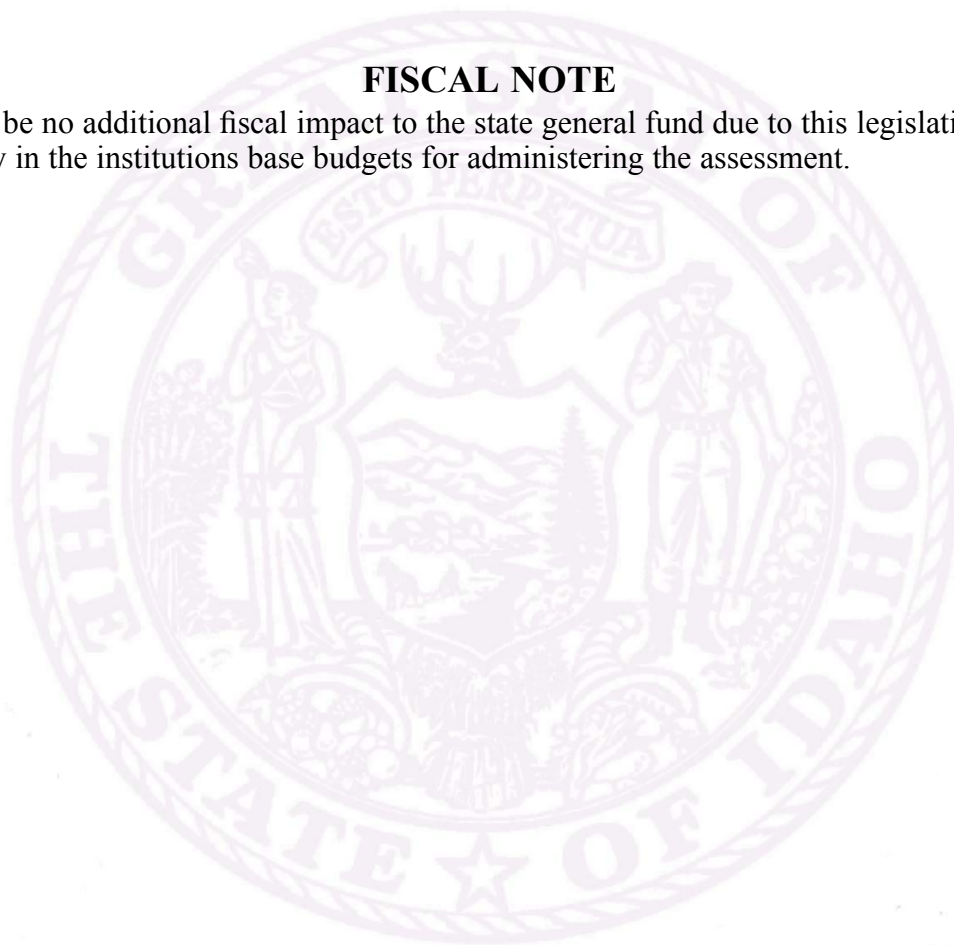 FISCAL NOTE
be no additional fiscal impact to the state general fund due to this
in the institutions base budgets for administering the assessment.
GREAT SEAL OF
ESTO PERPETUA
THE STATE OF IDAHO